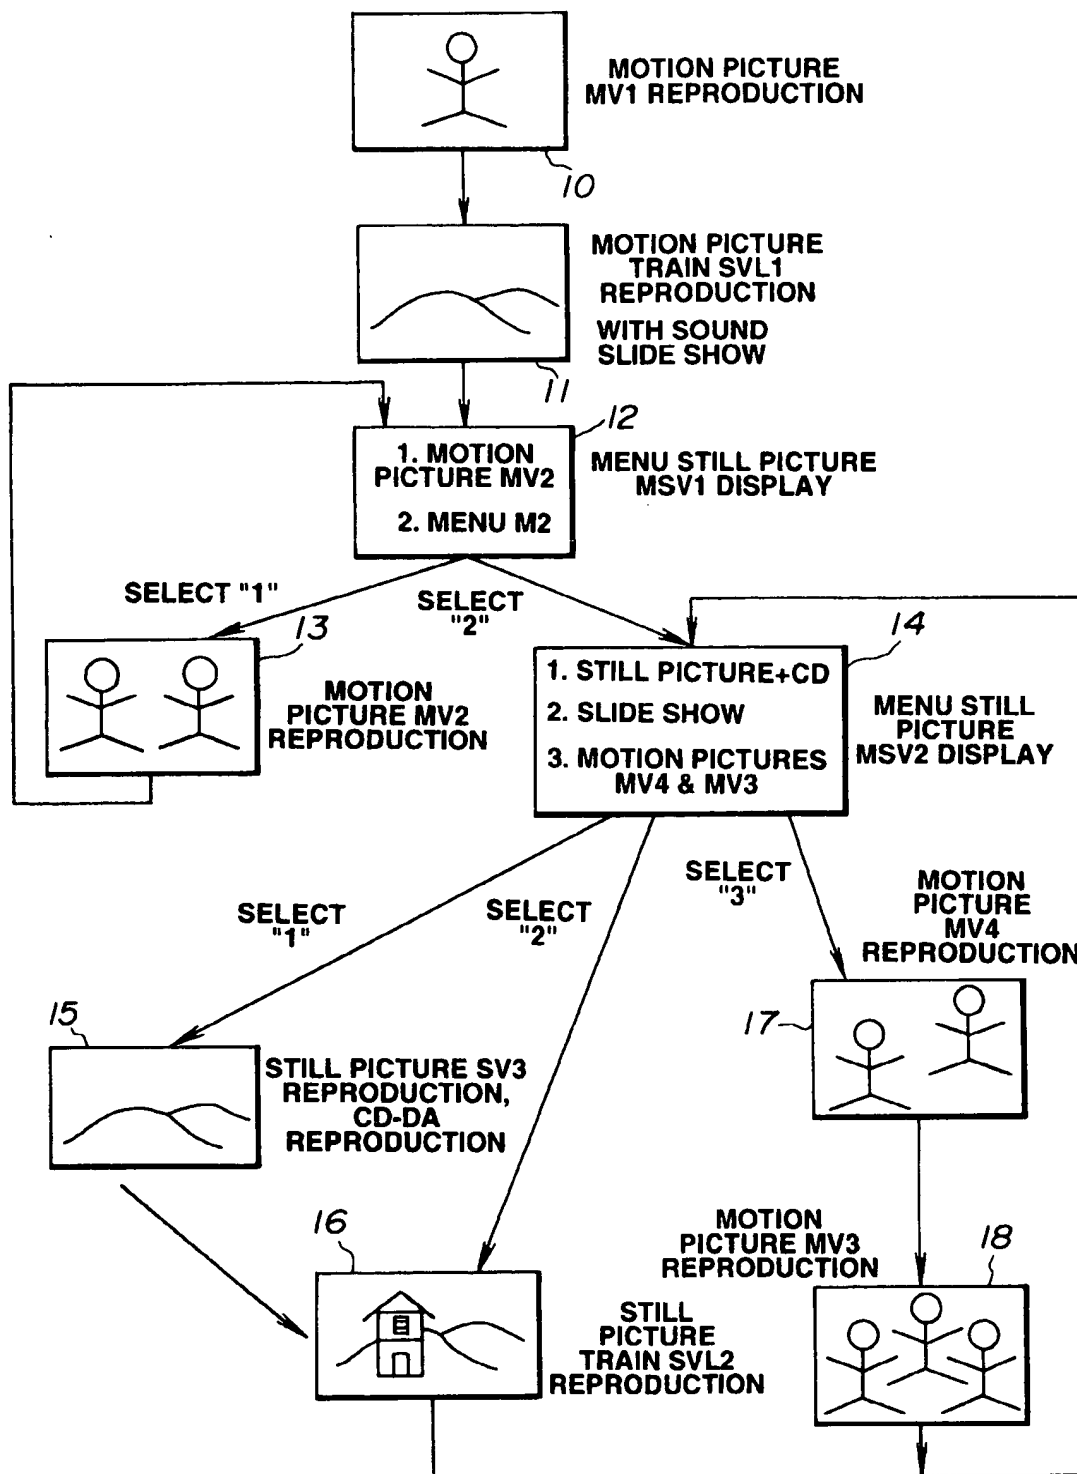 MOTION PICTURE
MV1 REPRODUCTION
10
MOTION PICTURE
TRAIN SVL1
REPRODUCTION
WITH SOUND
SLIDE SHOW
11
12
1. MOTION
PICTURE MV2
2. MENU M2
MENU STILL PICTURE
MSV1 DISPLAY
SELECT "1"
SELECT
"2"
13
MOTION
PICTURE MV2
REPRODUCTION
14
1. STILL PICTURE+CD
2. SLIDE SHOW
3. MOTION PICTURES
MV4 & MV3
MENU STILL
PICTURE
MSV2 DISPLAY
SELECT
"1"
SELECT
"2"
SELECT
"3"
MOTION
PICTURE
MV4
REPRODUCTION
15
STILL PICTURE SV3
REPRODUCTION,
CD-DA
REPRODUCTION
17
16
STILL
PICTURE
TRAIN SVL2
REPRODUCTION
MOTION
PICTURE MV3
REPRODUCTION
18